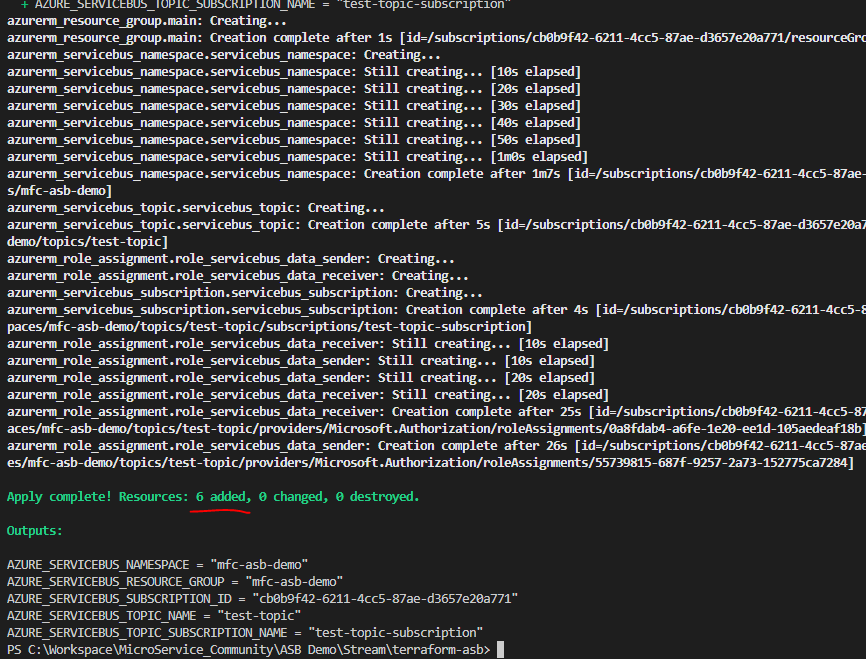 + AZURE_SERVICEBUS_TOPIC_SUBSCRIPTION_NAME = "test-topic-subscription"
azurerm_resource_group.main: Creating...
azurerm_resource_group.main: Creation complete after 1s [id=/subscriptions/cb0b9f42-6211-4cc5-87ae-d3657e20a771/resourceGro
azurerm_servicebus_namespace.servicebus_namespace: Creating...
azurerm_servicebus_namespace.servicebus_namespace: Still creating... [10s elapsed]
azurerm_servicebus_namespace.servicebus_namespace: Still creating... [20s elapsed]
azurerm_servicebus_namespace.servicebus_namespace: Still creating... [30s elapsed]
azurerm_servicebus_namespace.servicebus_namespace: Still creating... [40s elapsed]
azurerm_servicebus_namespace.servicebus_namespace: Still creating... [50s elapsed]
azurerm_servicebus_namespace.servicebus_namespace: Still creating... [1m0s elapsed]
azurerm_servicebus_namespace.servicebus_namespace: Creation complete after 1m7s [id=/subscriptions/cb0b9f42-6211-4cc5-87ae-
s/mfc-asb-demo]
azurerm_servicebus_topic.servicebus_topic: Creating...
azurerm_servicebus_topic.servicebus_topic: Creation complete after 5s [id=/subscriptions/cb0b9f42-6211-4cc5-87ae-d3657e20a7
demo/topics/test-topic]
azurerm_role_assignment.role_servicebus_data_sender: Creating...
azurerm_role_assignment.role_servicebus_data_receiver: Creating...
azurerm_servicebus_subscription.servicebus_subscription: Creating...
azurerm_servicebus_subscription.servicebus_subscription: Creation complete after 4s [id=/subscriptions/cb0b9f42-6211-4cc5-8
paces/mfc-asb-demo/topics/test-topic/subscriptions/test-topic-subscription]
azurerm_role_assignment.role_servicebus_data_receiver: Still creating... [10s elapsed]
azurerm_role_assignment.role_servicebus_data_sender: Still creating... [10s elapsed]
azurerm_role_assignment.role_servicebus_data_sender: Still creating... [20s elapsed]
azurerm_role_assignment.role_servicebus_data_receiver: Still creating... [20s elapsed]
azurerm_role_assignment.role_servicebus_data_receiver: Creation complete after 25s [id=/subscriptions/cb0b9f42-6211-4cc5-87
aces/mfc-asb-demo/topics/test-topic/providers/Microsoft.Authorization/roleAssignments/0a8fdab4-a6fe-1e20-ee1d-105aedeaf18b]
azurerm_role_assignment.role_servicebus_data_sender: Creation complete after 26s [id=/subscriptions/cb0b9f42-6211-4cc5-87ae
es/mfc-asb-demo/topics/test-topic/providers/Microsoft.Authorization/roleAssignments/55739815-687f-9257-2a73-152775ca7284]
Apply complete! Resources: 6 added, 0 changed, 0 destroyed.
Outputs:
AZURE_SERVICEBUS_NAMESPACE = "mfc-asb-demo"
AZURE_SERVICEBUS_RESOURCE_GROUP = "mfc-asb-demo"
AZURE_SERVICEBUS_SUBSCRIPTION_ID = "cb0b9f42-6211-4cc5-87ae-d3657e20a771"
AZURE_SERVICEBUS_TOPIC_NAME = "test-topic"
AZURE_SERVICEBUS_TOPIC_SUBSCRIPTION_NAME = "test-topic-subscription"
PS C:\Workspace\MicroService_Community\ASB Demo\Stream\terraform-asb>